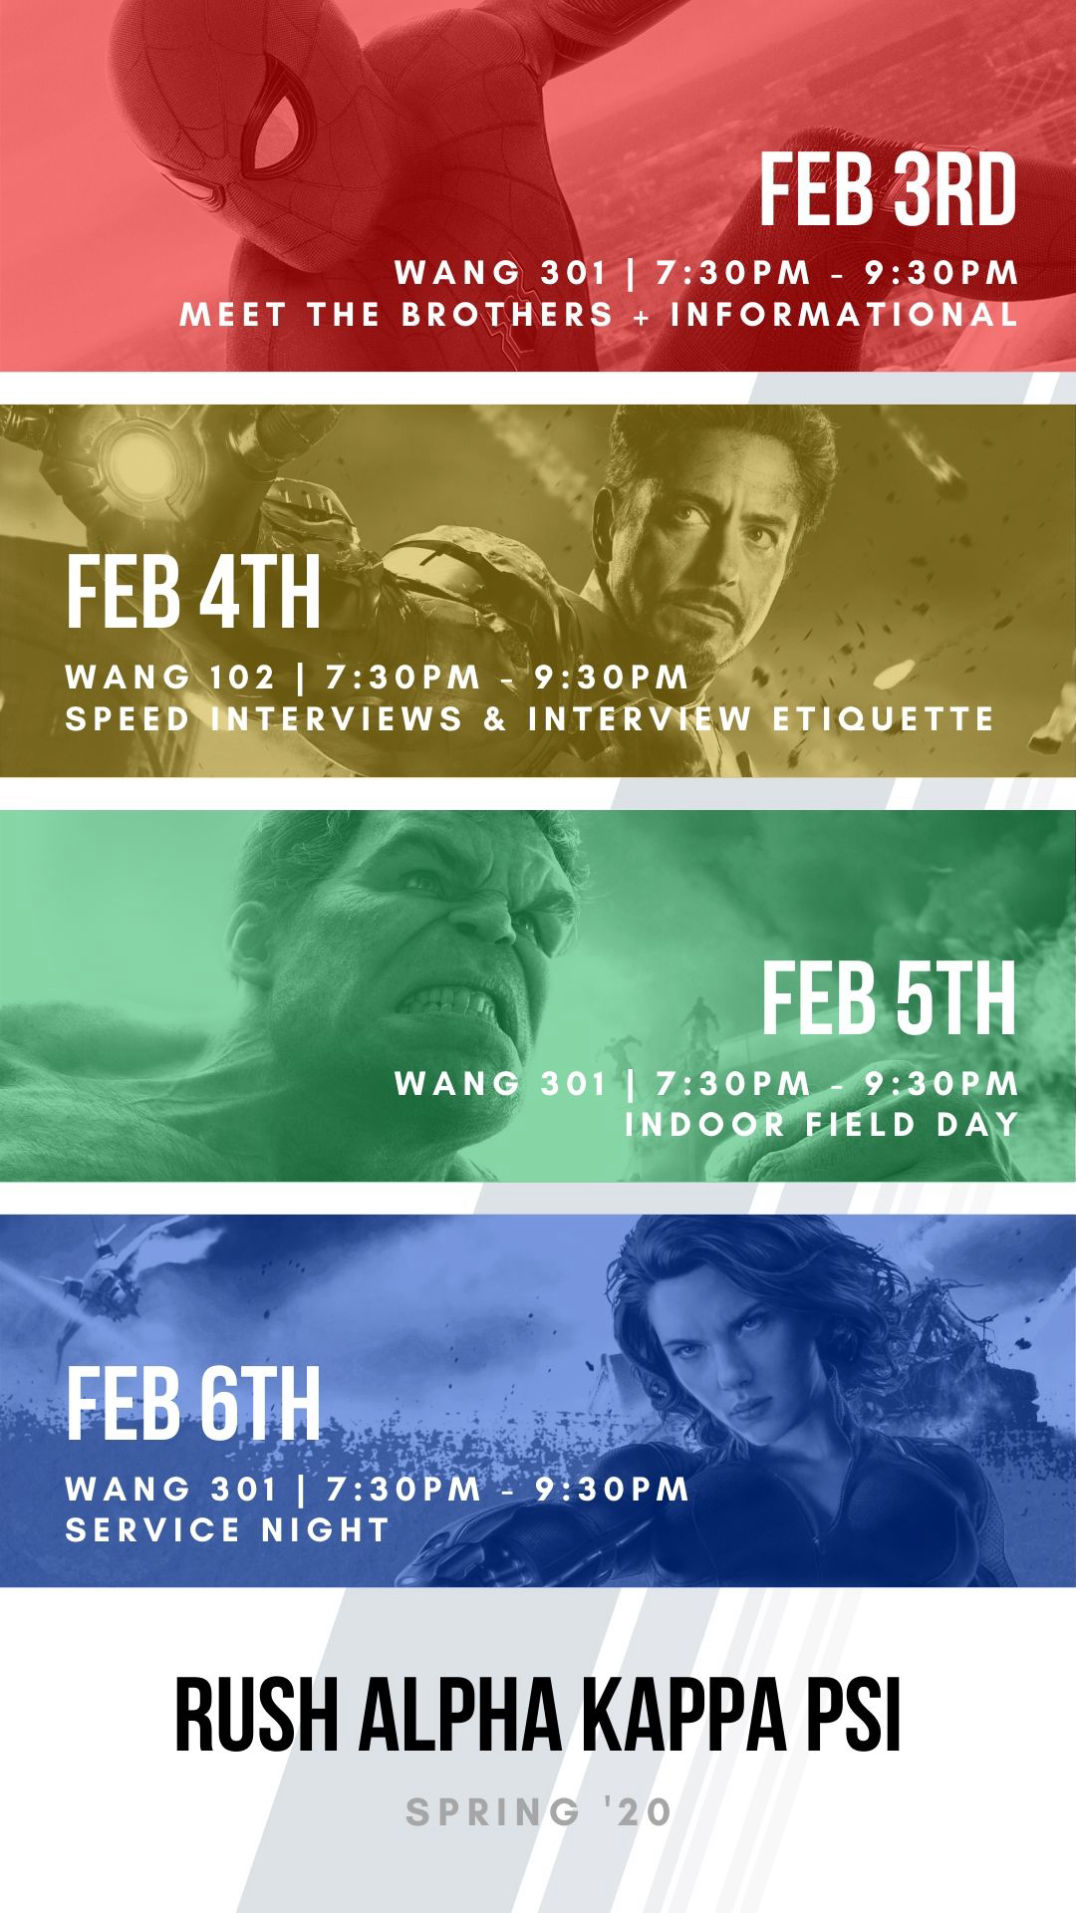 FEB 3RD
WANG 301 | 7:30PM - 9:30PM
MEET THE BROTHERS + INFORMATIONAL
FEB 4TH
WANG 102 | 7:30PM - 9:30PM
SPEED INTERVIEWS & INTERVIEW ETIQUETTE
FEB 5TH
WANG 301 | 7:30PM - 9:30PM
INDOOR FIELD DAY
FEB 6TH
WANG 301 | 7:30PM - 9:30PM
SERVICE NIGHT
RUSH ALPHA KAPPA PSI
SPRING '20